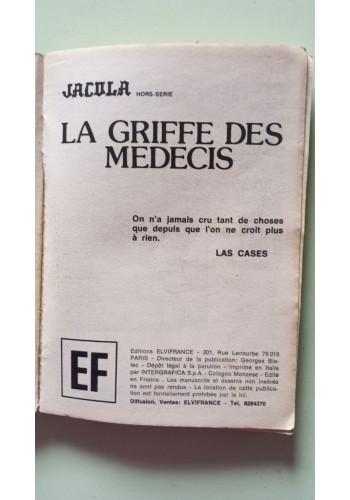 JACULA HORS-SERIE
LA GRIFFE DES
MEDECIS
On n'a jamais cru tant de choses
que depuis que l'on ne croit plus
à rien.
LAS CASES
EF
Editions ELVIFRANCE - 201, Rue Lecourbe 75015
PARIS - Directeur de la publication: Georges Bie-
lec - Dépôt légal à la parution - Imprimé en Italie
par INTERGRAFICA S.p.A. - Cologno Monzese - Edité
en France - Les manuscrits et dessins non insérés
ne sont pas rendus - La location de cette publica-
tion est formellement prohibée par la loi.
Diffusion, Ventes: ELVIFRANCE - Tel. 8284370